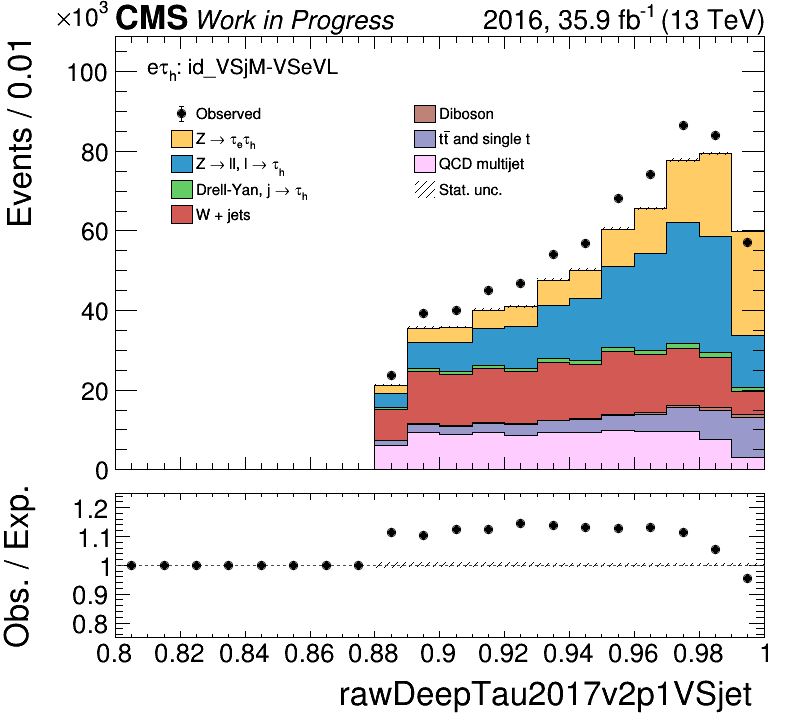 ×10³ CMS Work in Progress 2016, 35.9 fb⁻¹ (13 TeV)
Events / 0.01
eτₕ: id_VSjM-VSeVL
Observed
Z → τₑτₕ
Z → ll, l → τₕ
Drell-Yan, j → τₕ
W + jets
Diboson
tt̄ and single t
QCD multijet
Stat. unc.
100
80
60
40
20
0
Obs. / Exp.
1.2
1.1
1
0.9
0.8
0.8 0.82 0.84 0.86 0.88 0.9 0.92 0.94 0.96 0.98 1
rawDeepTau2017v2p1VSjet